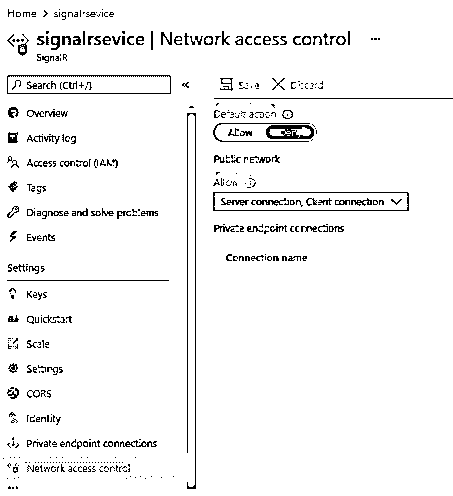 Home > signalrsevice
signalrsevice | Network access control ...
SignalR
Search (Ctrl+/) «
Save Discard
Overview
Activity log
Access control (IAM)
Tags
Diagnose and solve problems
Events
Settings
Keys
Quickstart
Scale
Settings
CORS
Identity
Private endpoint connections
Network access control
Default action
Allow
Public network
Allow
Server connection, Client connection
Private endpoint connections
Connection name